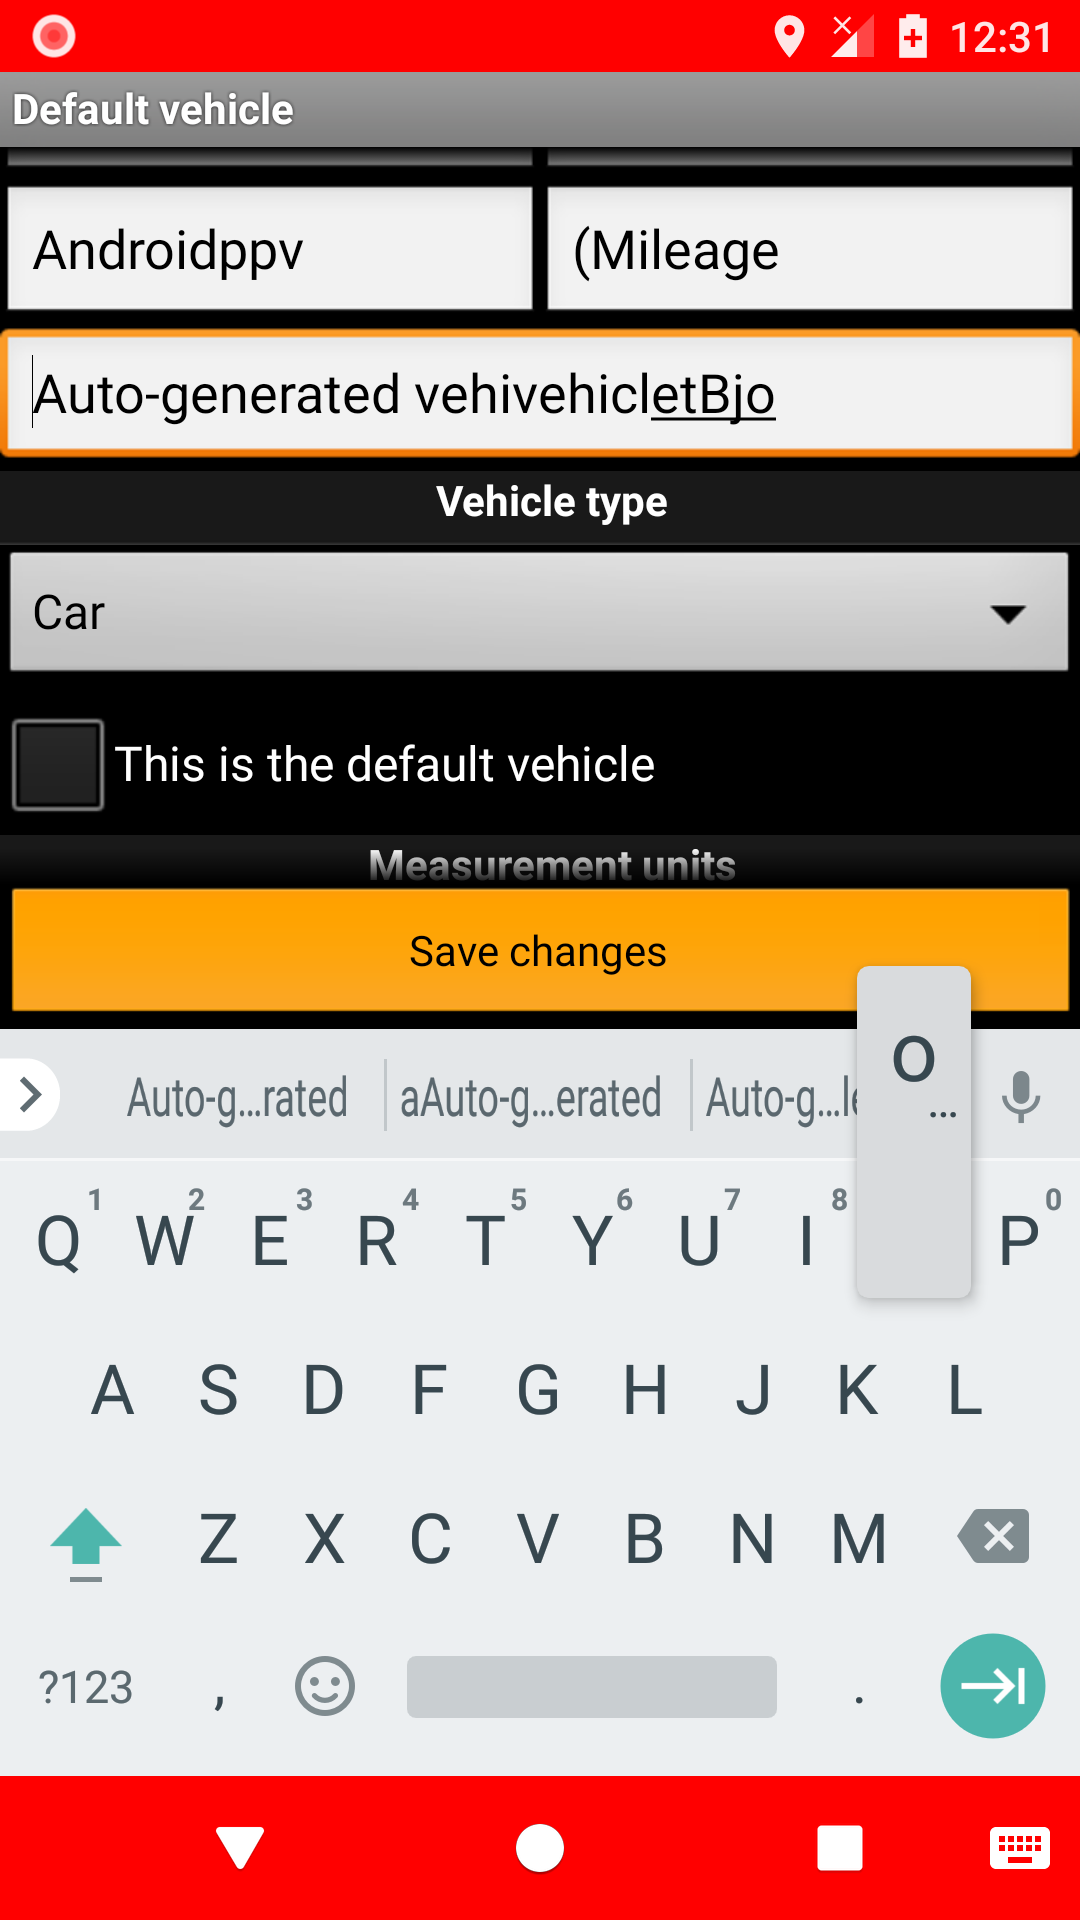 12:31
Default vehicle
Androidppv
(Mileage
Auto-generated vehivehicletBjo
Vehicle type
Car
This is the default vehicle
Measurement units
Save changes
Auto-g...rated
aAuto-g...erated
Auto-g...le
O
...
1 2 3 4 5 6 7 8 0
Q W E R T Y U I P
A S D F G H J K L
Z X C V B N M
?123 , .